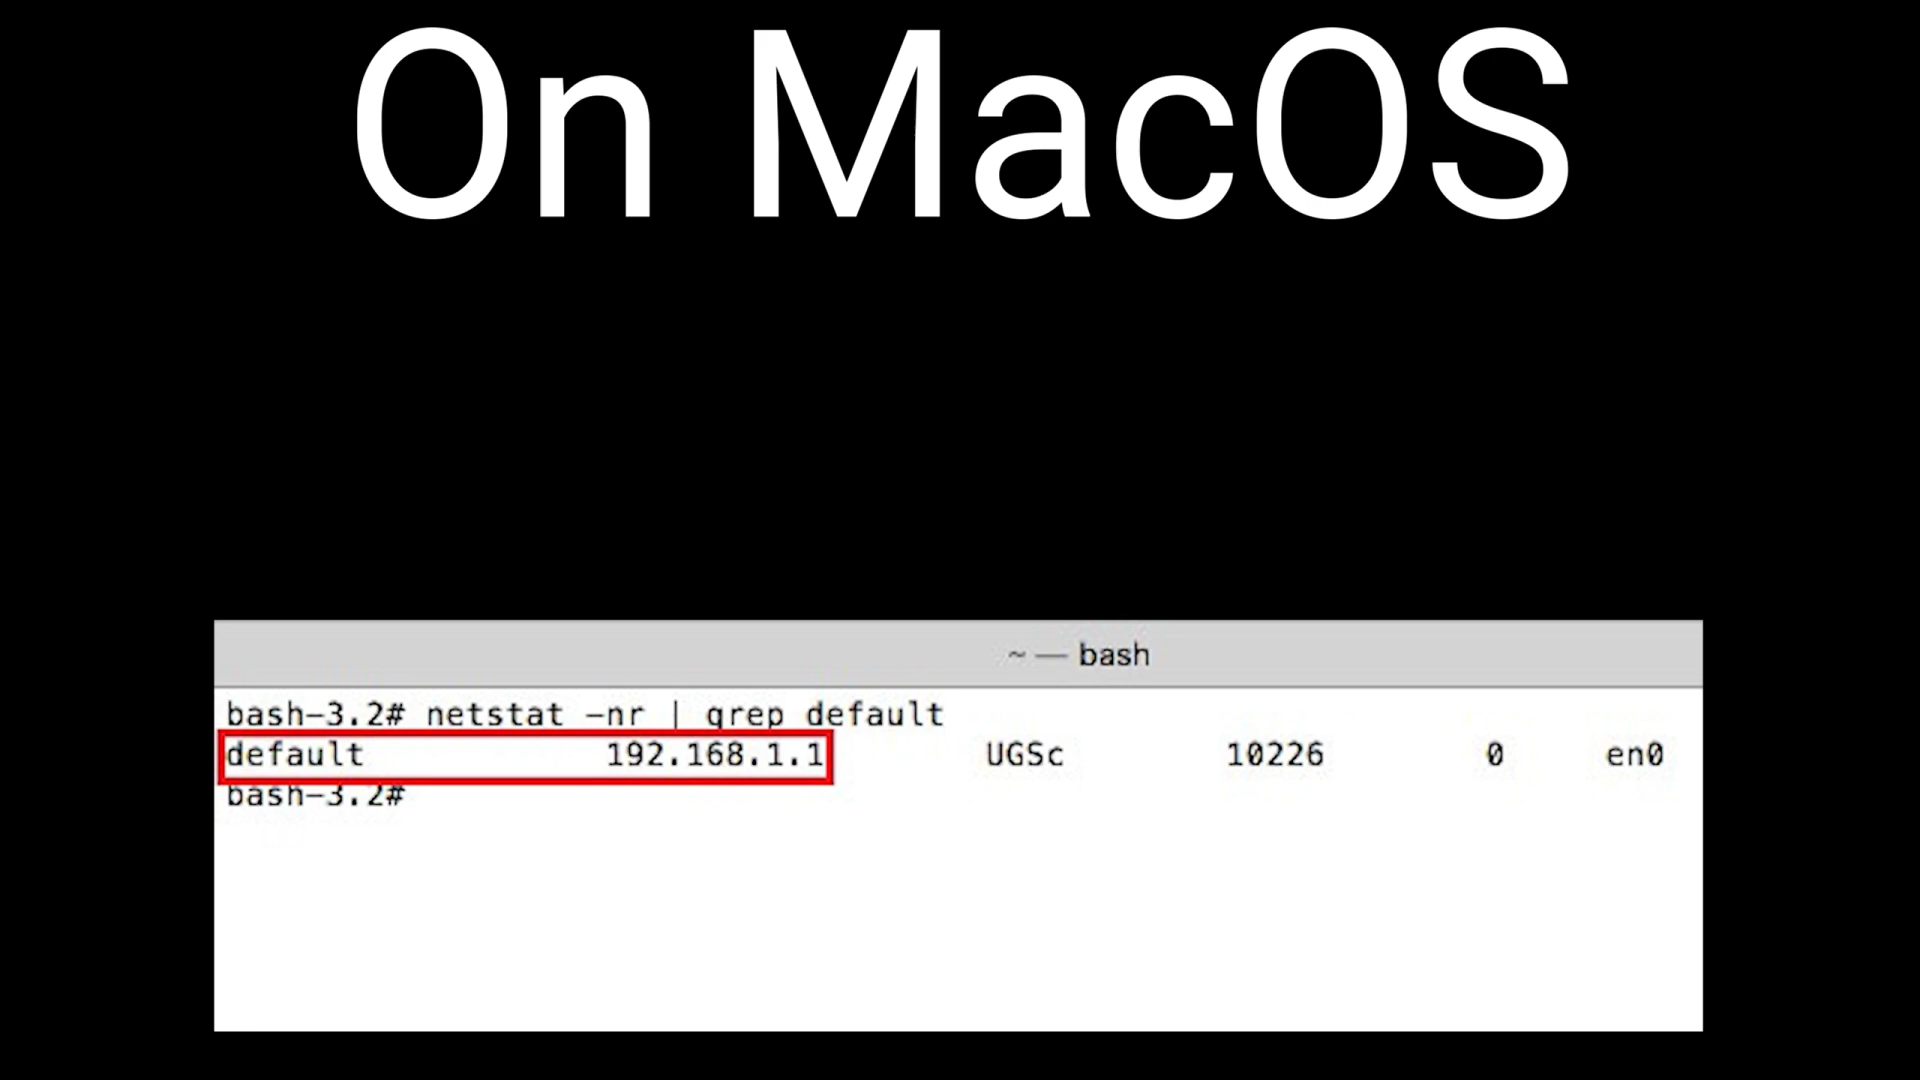 On MacOS
~ — bash
bash-3.2# netstat -nr | grep default
default 192.168.1.1 UGSc 10226 0 en0
bash-3.2#